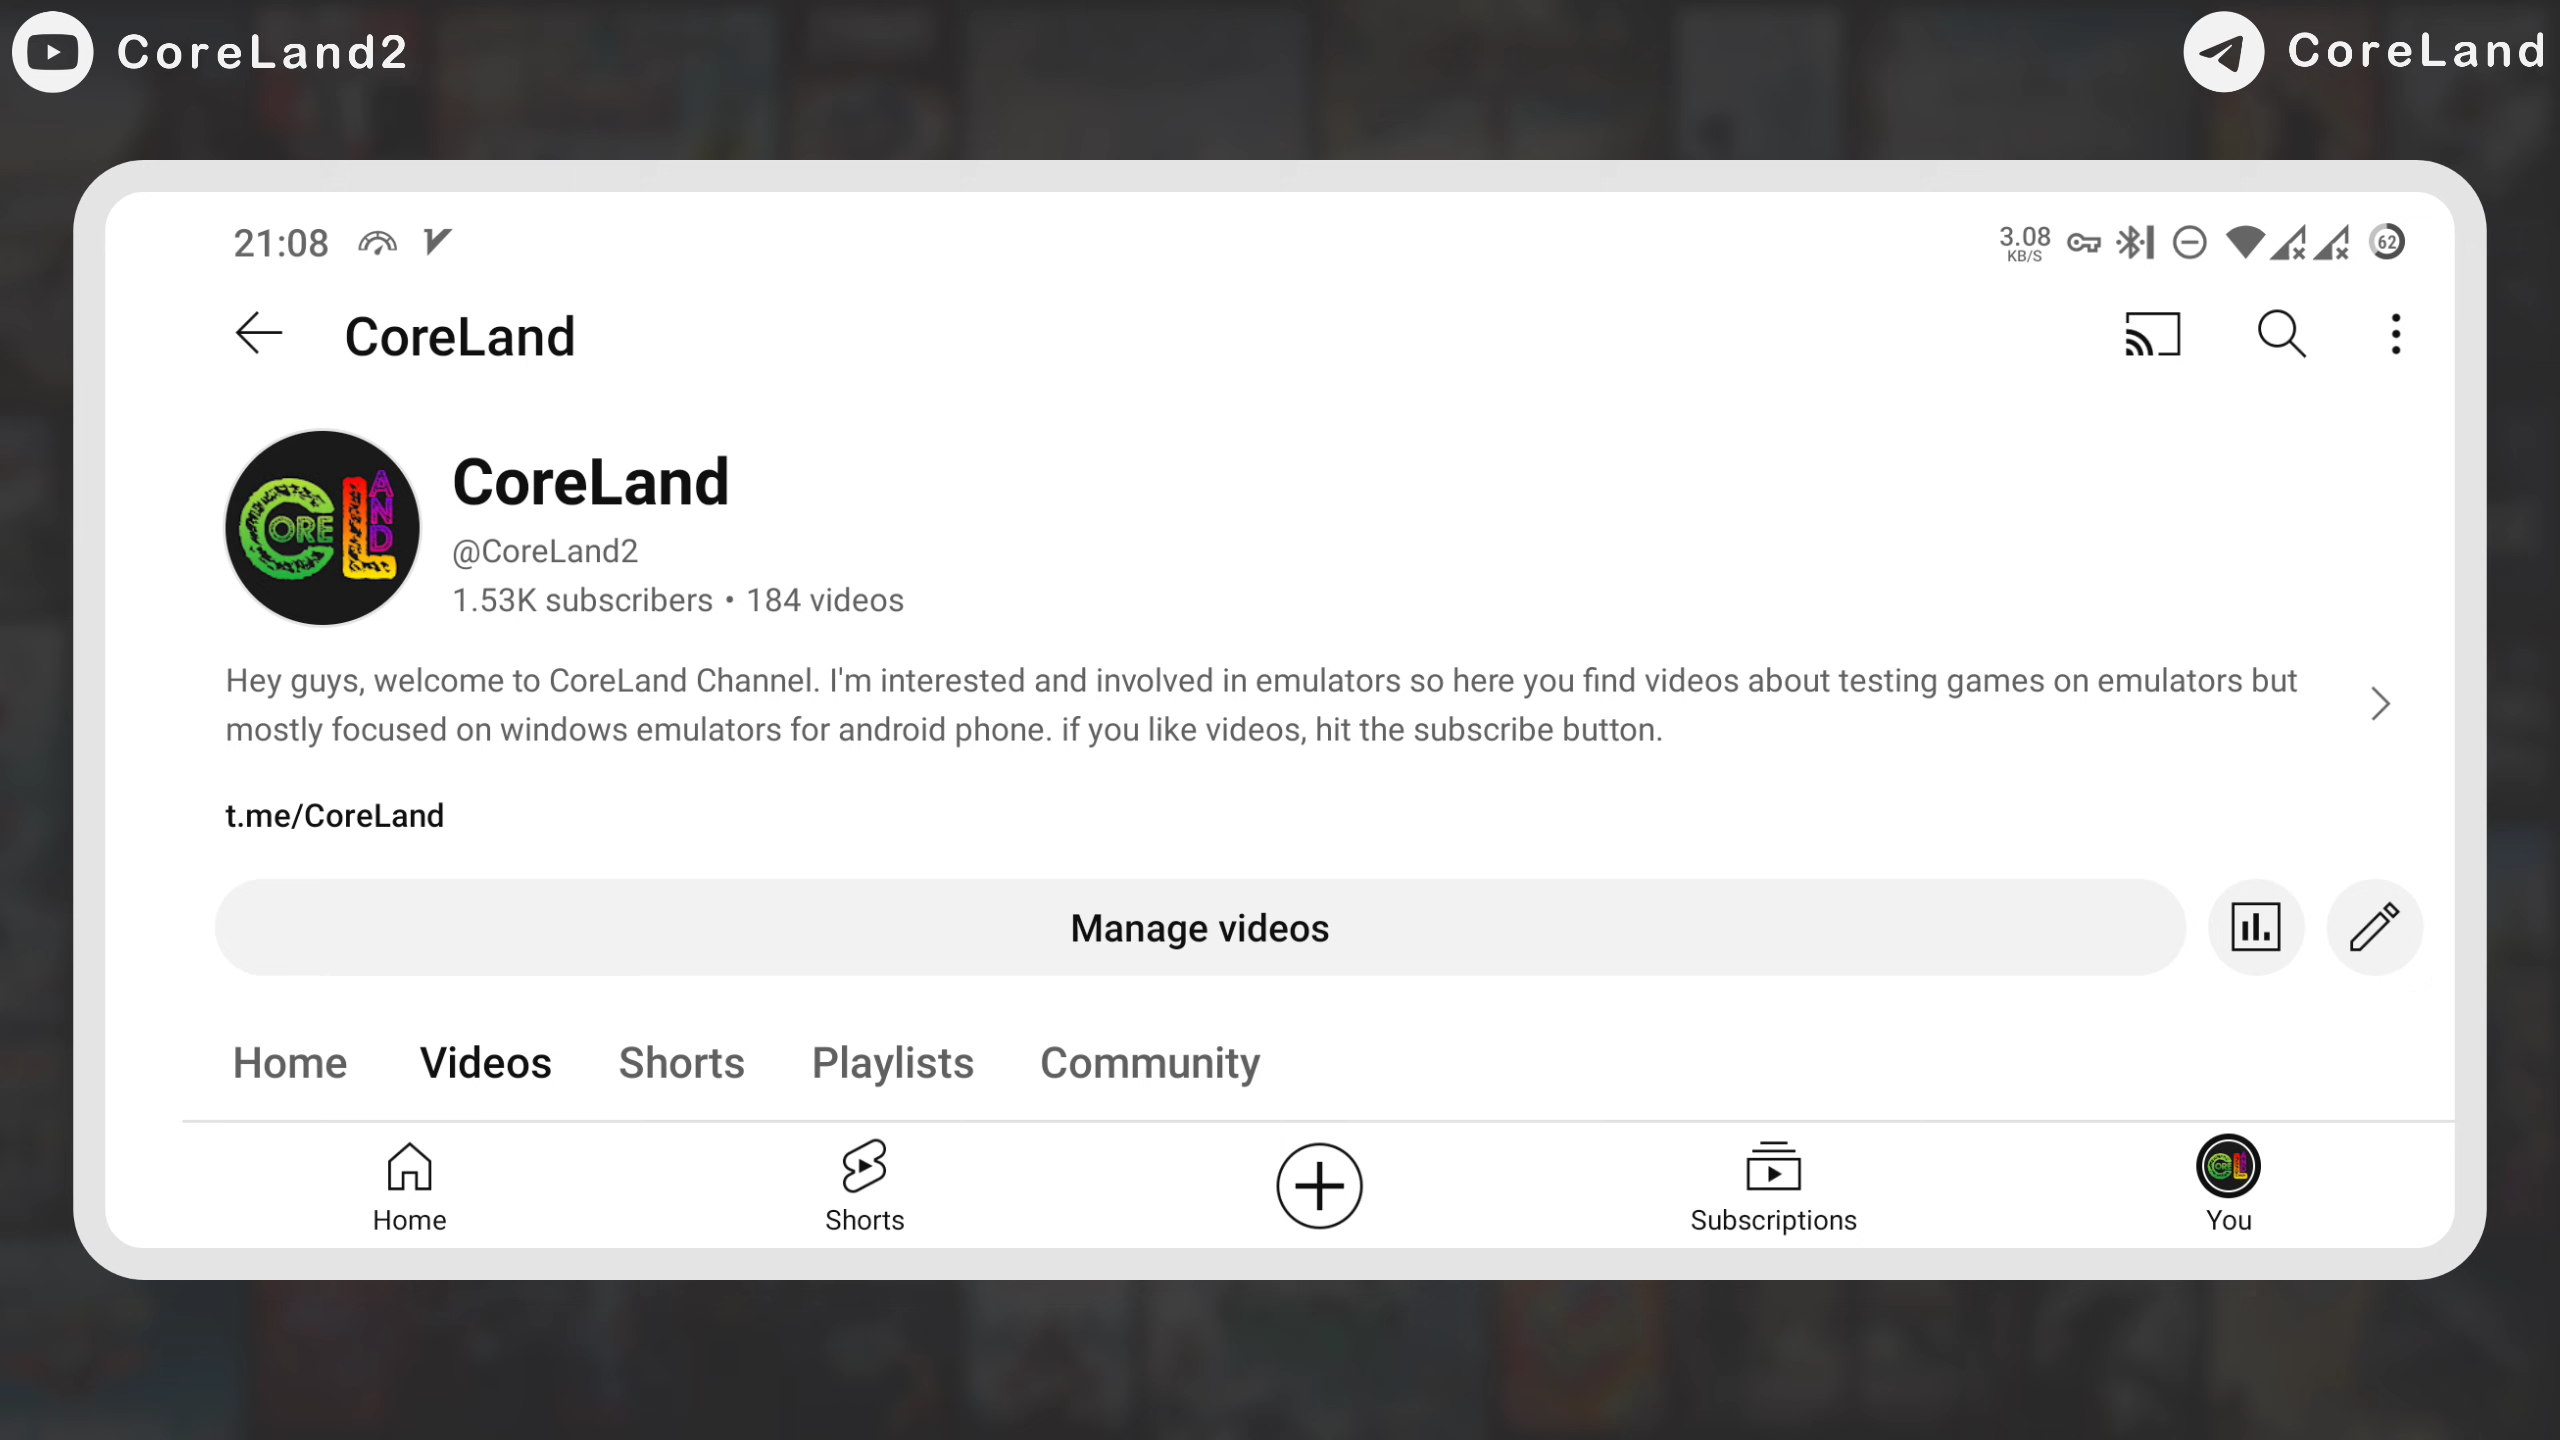 CoreLand2
CoreLand
21:08
3.08
KB/S
62
CoreLand
CORE LAND
CoreLand
@CoreLand2
1.53K subscribers • 184 videos
Hey guys, welcome to CoreLand Channel. I'm interested and involved in emulators so here you find videos about testing games on emulators but
mostly focused on windows emulators for android phone. if you like videos, hit the subscribe button.
t.me/CoreLand
Manage videos
Home Videos Shorts Playlists Community
Home Shorts Subscriptions You